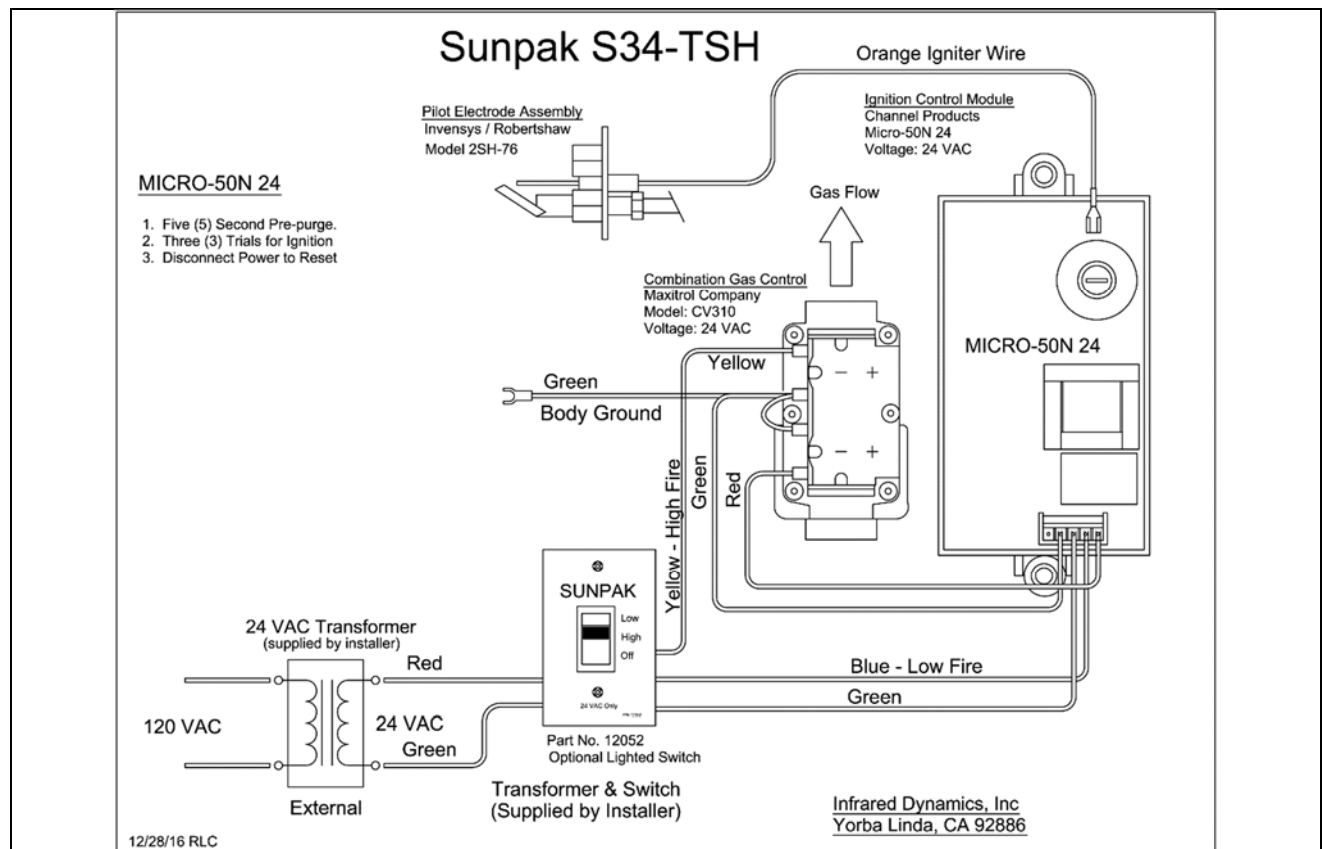 Sunpak S34-TSH
Orange Igniter Wire
Pilot Electrode Assembly
Invensys / Robertshaw
Model 2SH-76
Ignition Control Module
Channel Products
Micro-50N 24
Voltage: 24 VAC
MICRO-50N 24
1. Five (5) Second Pre-purge.
2. Three (3) Trials for Ignition
3. Disconnect Power to Reset
Gas Flow
Combination Gas Control
Maxitrol Company
Model: CV310
Voltage: 24 VAC
MICRO-50N 24
Yellow
- +
Green
Body Ground
- +
Yellow - High Fire
Green
Red
SUNPAK
Low
High
Off
24 VAC Only
24 VAC Transformer
(supplied by installer)
Red
Blue - Low Fire
Green
120 VAC
24 VAC
Green
Part No. 12052
Optional Lighted Switch
External
Transformer & Switch
(Supplied by Installer)
Infrared Dynamics, Inc
Yorba Linda, CA 92886
12/28/16 RLC